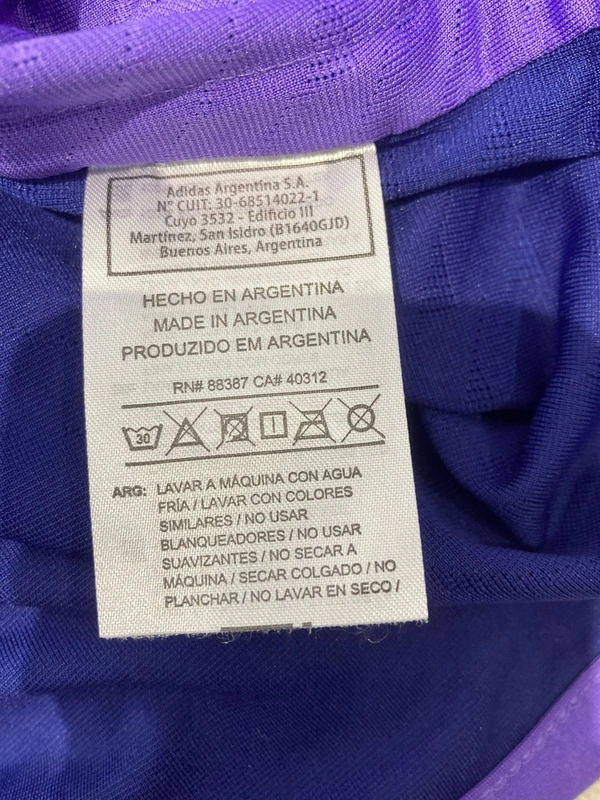 Adidas Argentina S.A.
N° CUIT: 30-68514022-1
Cuyo 3532 - Edificio III
Martínez, San Isidro (B1640GJD)
Buenos Aires, Argentina
HECHO EN ARGENTINA
MADE IN ARGENTINA
PRODUZIDO EM ARGENTINA
RN# 88387 CA# 40312
30
ARG: LAVAR A MÁQUINA CON AGUA
FRÍA / LAVAR CON COLORES
SIMILARES / NO USAR
BLANQUEADORES / NO USAR
SUAVIZANTES / NO SECAR A
MÁQUINA / SECAR COLGADO / NO
PLANCHAR / NO LAVAR EN SECO /